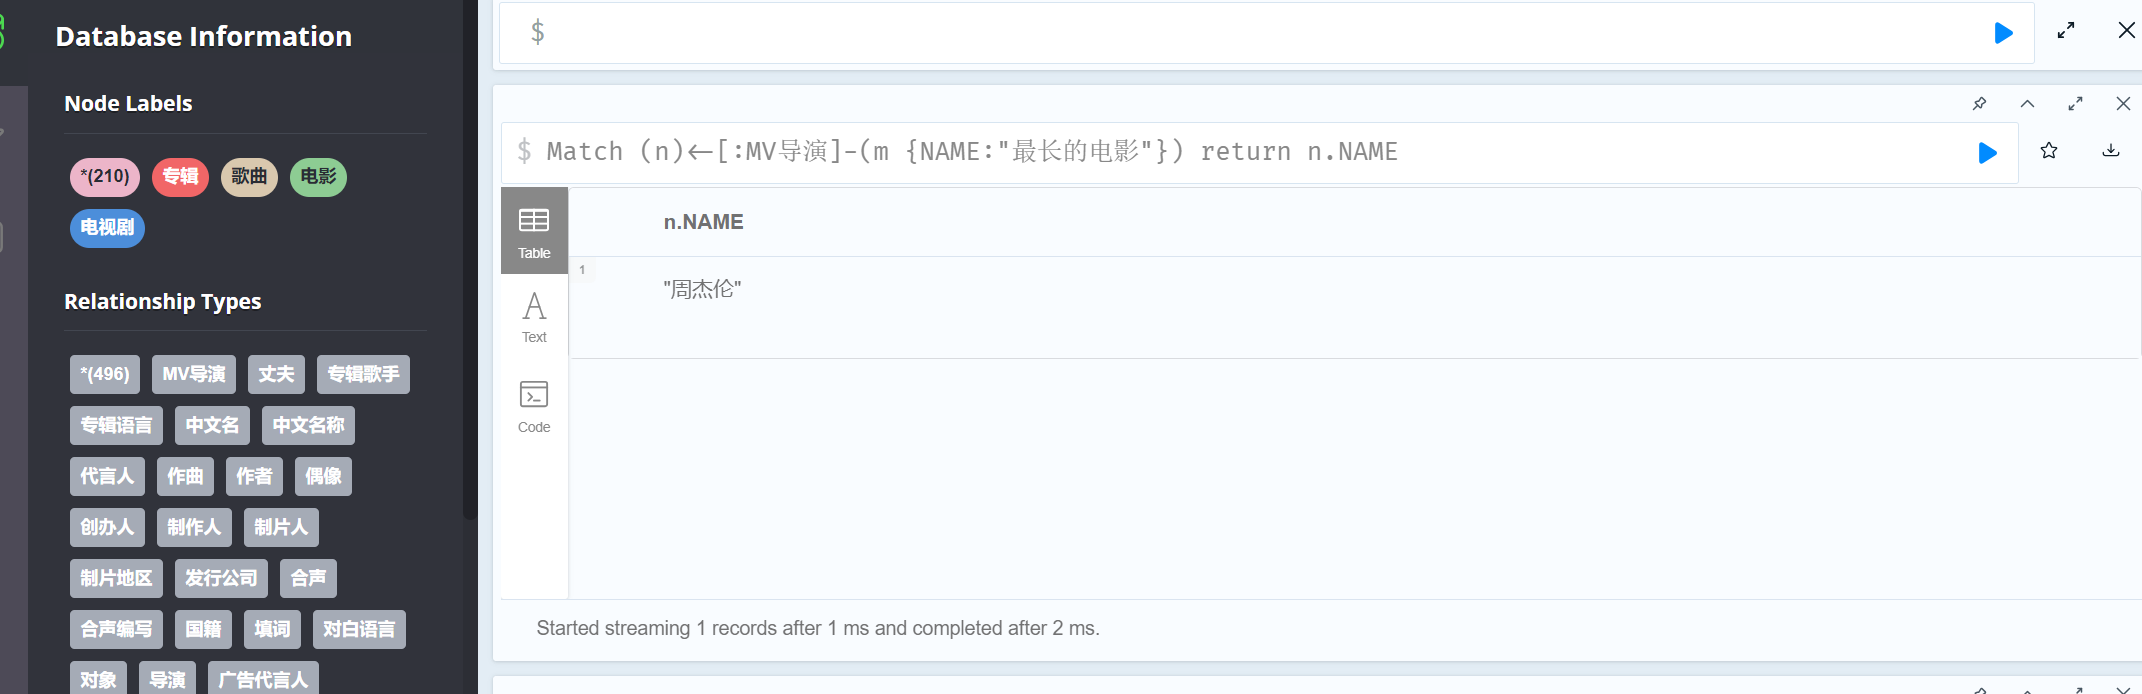 Database Information
Node Labels
*(210) 专辑 歌曲 电影
电视剧
Relationship Types
*(496) MV导演 丈夫 专辑歌手
专辑语言 中文名 中文名称
代言人 作曲 作者 偶像
创办人 制作人 制片人
制片地区 发行公司 合声
合声编写 国籍 填词 对白语言
对象 导演 广告代言人
$
$ Match (n)<-[:MV导演]-(m {NAME:"最长的电影"}) return n.NAME
Table
Text
Code
n.NAME
1
"周杰伦"
Started streaming 1 records after 1 ms and completed after 2 ms.